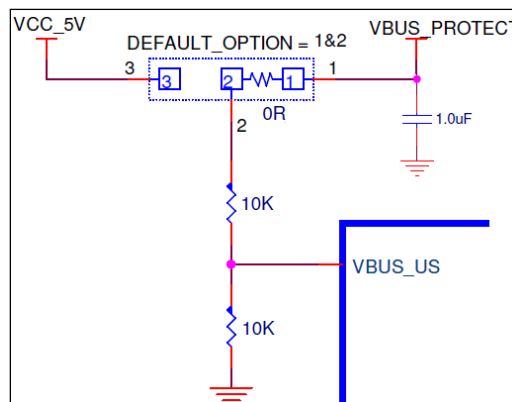 VCC_5V
VBUS_PROTECT
DEFAULT_OPTION = 1&2
3
3
2
1
1
0R
2
1.0uF
10K
VBUS_US
10K